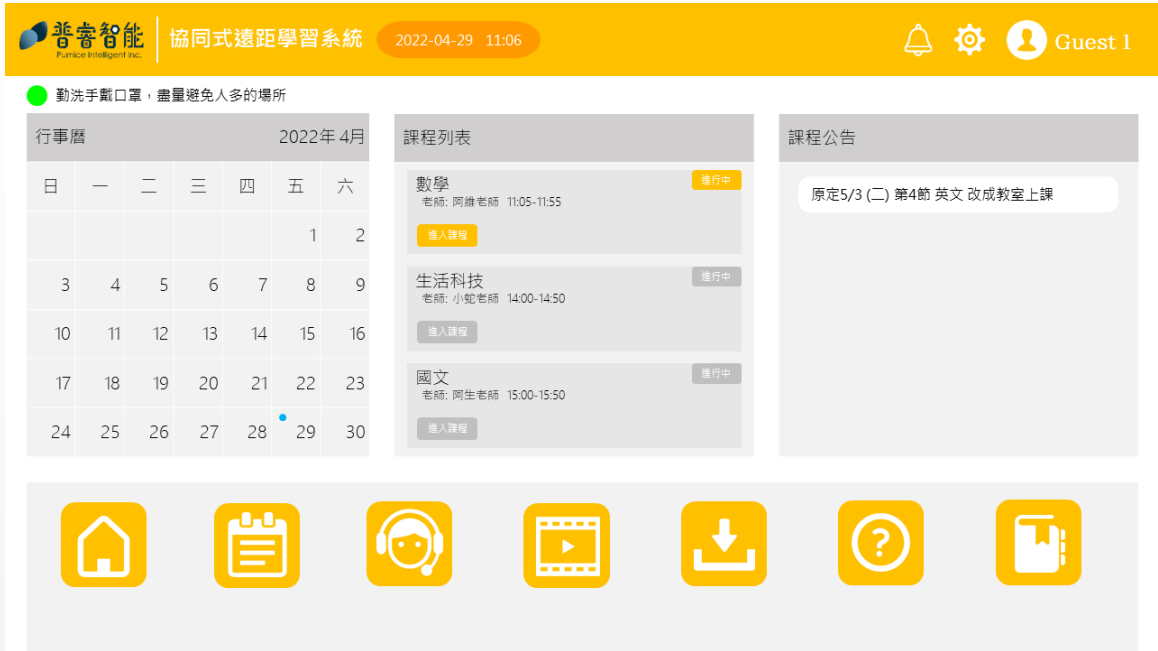 普睿智能
Pumice Intelligent Inc.
協同式遠距學習系統
2022-04-29 11:06
Guest 1
勤洗手戴口罩，盡量避免人多的場所
行事曆 2022年 4月
日 一 二 三 四 五 六
1 2
3 4 5 6 7 8 9
10 11 12 13 14 15 16
17 18 19 20 21 22 23
24 25 26 27 28 29 30
課程列表
數學 進行中
老師: 阿維老師 11:05-11:55
進入課程
生活科技 進行中
老師: 小蛇老師 14:00-14:50
進入課程
國文 進行中
老師: 阿生老師 15:00-15:50
進入課程
課程公告
原定5/3 (二) 第4節 英文 改成教室上課
?